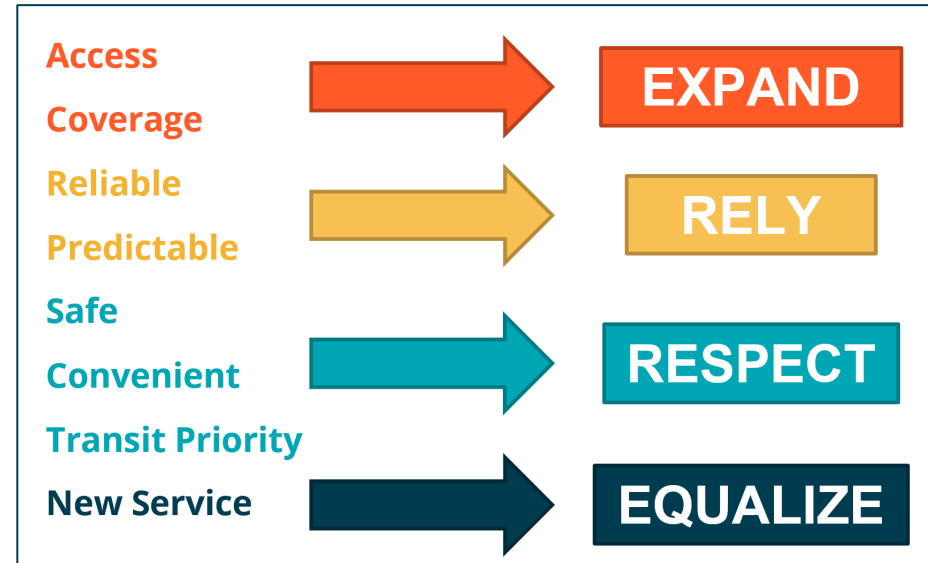 Access
Coverage
Reliable
Predictable
Safe
Convenient
Transit Priority
New Service
EXPAND
RELY
RESPECT
EQUALIZE